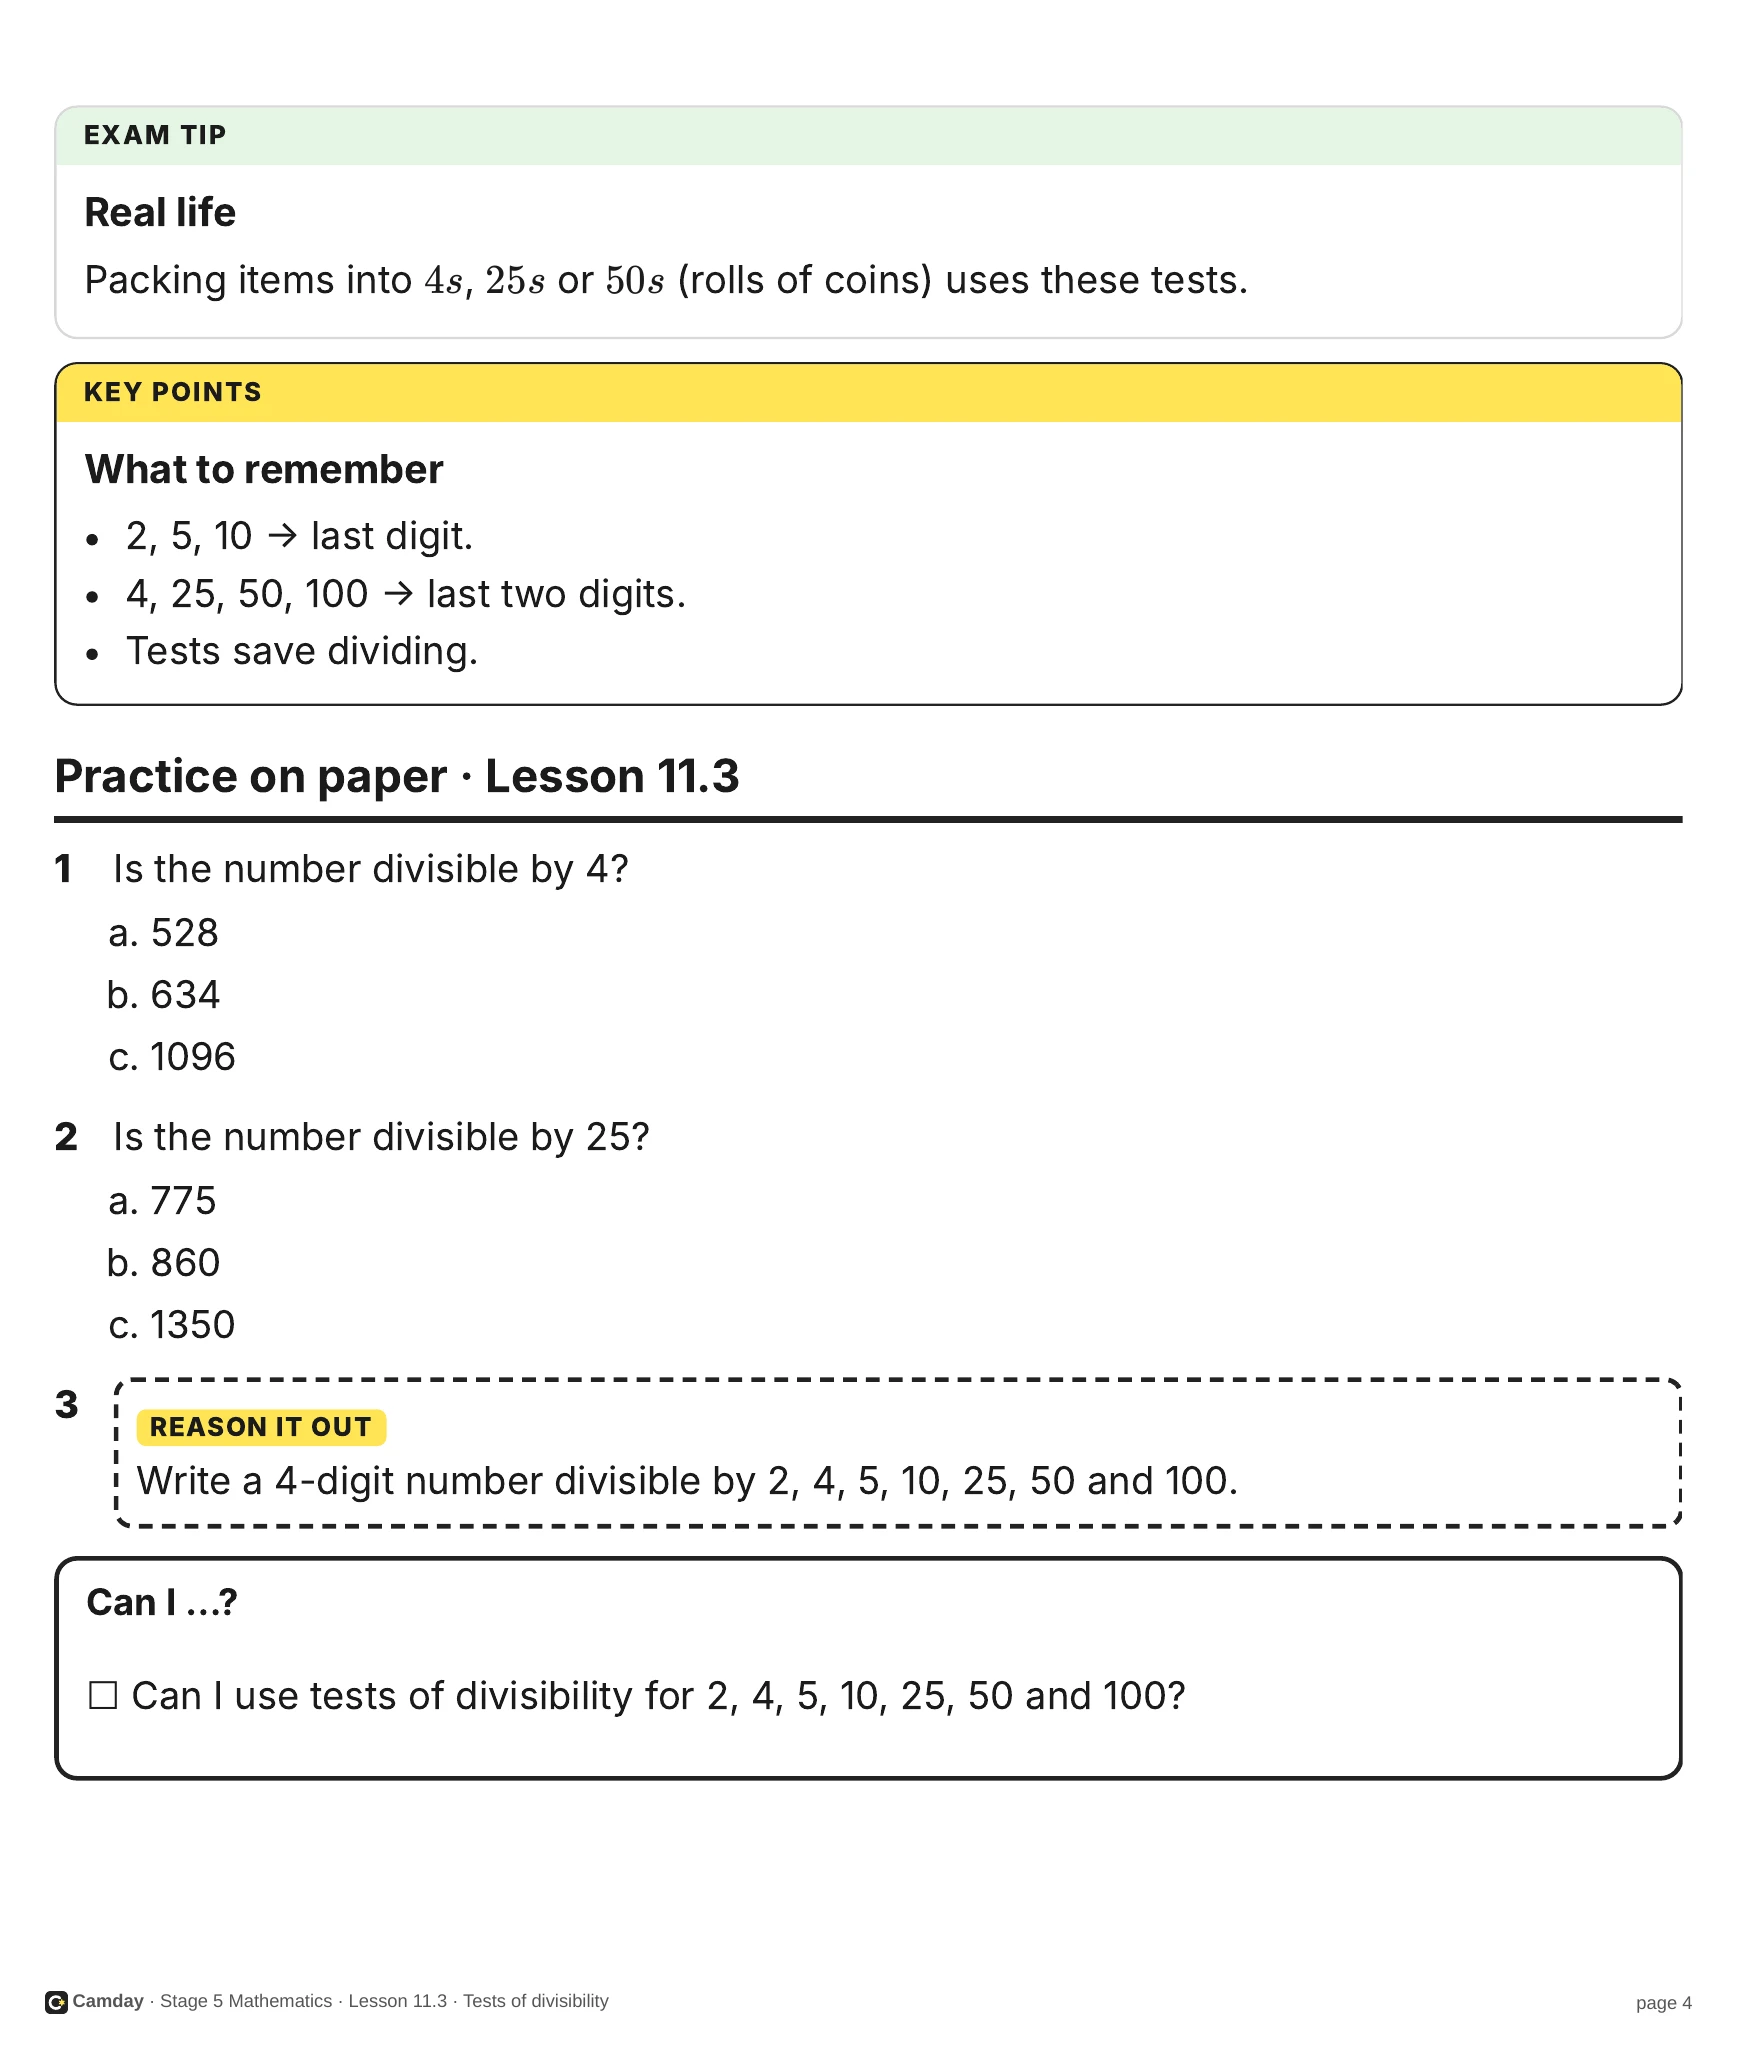 EXAM TIP
Real life
Packing items into 4s, 25s or 50s (rolls of coins) uses these tests.
KEY POINTS
What to remember
• 2, 5, 10 → last digit.
• 4, 25, 50, 100 → last two digits.
• Tests save dividing.
Practice on paper · Lesson 11.3
1 Is the number divisible by 4?
a. 528
b. 634
c. 1096
2 Is the number divisible by 25?
a. 775
b. 860
c. 1350
3
REASON IT OUT
Write a 4-digit number divisible by 2, 4, 5, 10, 25, 50 and 100.
Can I …?
☐ Can I use tests of divisibility for 2, 4, 5, 10, 25, 50 and 100?
Camday · Stage 5 Mathematics · Lesson 11.3 · Tests of divisibility
page 4